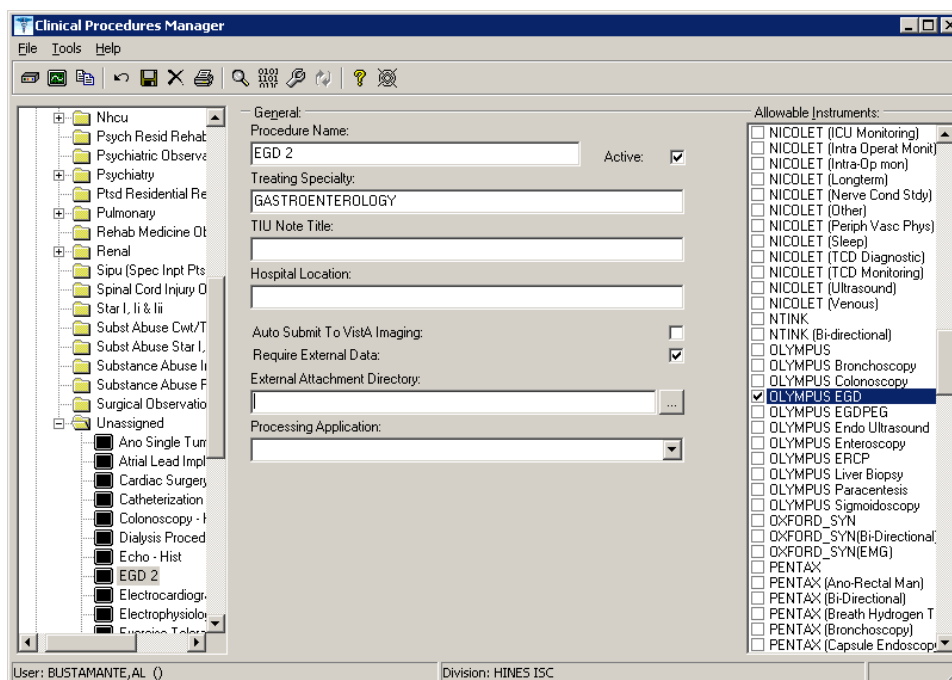 Clinical Procedures Manager
File Tools Help
Nhcu
Psych Resid Rehab
Psychiatric Observa
Psychiatry
Ptsd Residential Re
Pulmonary
Rehab Medicine Ob
Renal
Sipu (Spec Inpt Pts
Spinal Cord Injury O
Star I, Ii & Iii
Subst Abuse Cwt/T
Subst Abuse Star I,
Substance Abuse In
Substance Abuse F
Surgical Observatio
Unassigned
Ano Single Tum
Atrial Lead Impl
Cardiac Surgery
Catheterization
Colonoscopy - H
Dialysis Proced
Echo - Hist
EGD 2
Electrocardiogra
Electrophysiolog
Exercise Tolera
General:
Procedure Name:
EGD 2
Active:
Treating Specialty:
GASTROENTEROLOGY
TIU Note Title:
Hospital Location:
Auto Submit To VistA Imaging:
Require External Data:
External Attachment Directory:
...
Processing Application:
Allowable Instruments:
NICOLET (ICU Monitoring)
NICOLET (Intra Operat Monit)
NICOLET (Intra-Op mon)
NICOLET (Longterm)
NICOLET (Nerve Cond Stdy)
NICOLET (Other)
NICOLET (Periph Vasc Phys)
NICOLET (Sleep)
NICOLET (TCD Diagnostic)
NICOLET (TCD Monitoring)
NICOLET (Ultrasound)
NICOLET (Venous)
NTINK
NTINK (Bi-directional)
OLYMPUS
OLYMPUS Bronchoscopy
OLYMPUS Colonoscopy
OLYMPUS EGD
OLYMPUS EGDPEG
OLYMPUS Endo Ultrasound
OLYMPUS Enteroscopy
OLYMPUS ERCP
OLYMPUS Liver Biopsy
OLYMPUS Paracentesis
OLYMPUS Sigmoidoscopy
OXFORD_SYN
OXFORD_SYN(Bi-Directional)
OXFORD_SYN(EMG)
PENTAX
PENTAX (Ano-Rectal Man)
PENTAX (Bi-Directional)
PENTAX (Breath Hydrogen T
PENTAX (Bronchoscopy)
PENTAX (Capsule Endoscop
User: BUSTAMANTE,AL ()
Division: HINES ISC